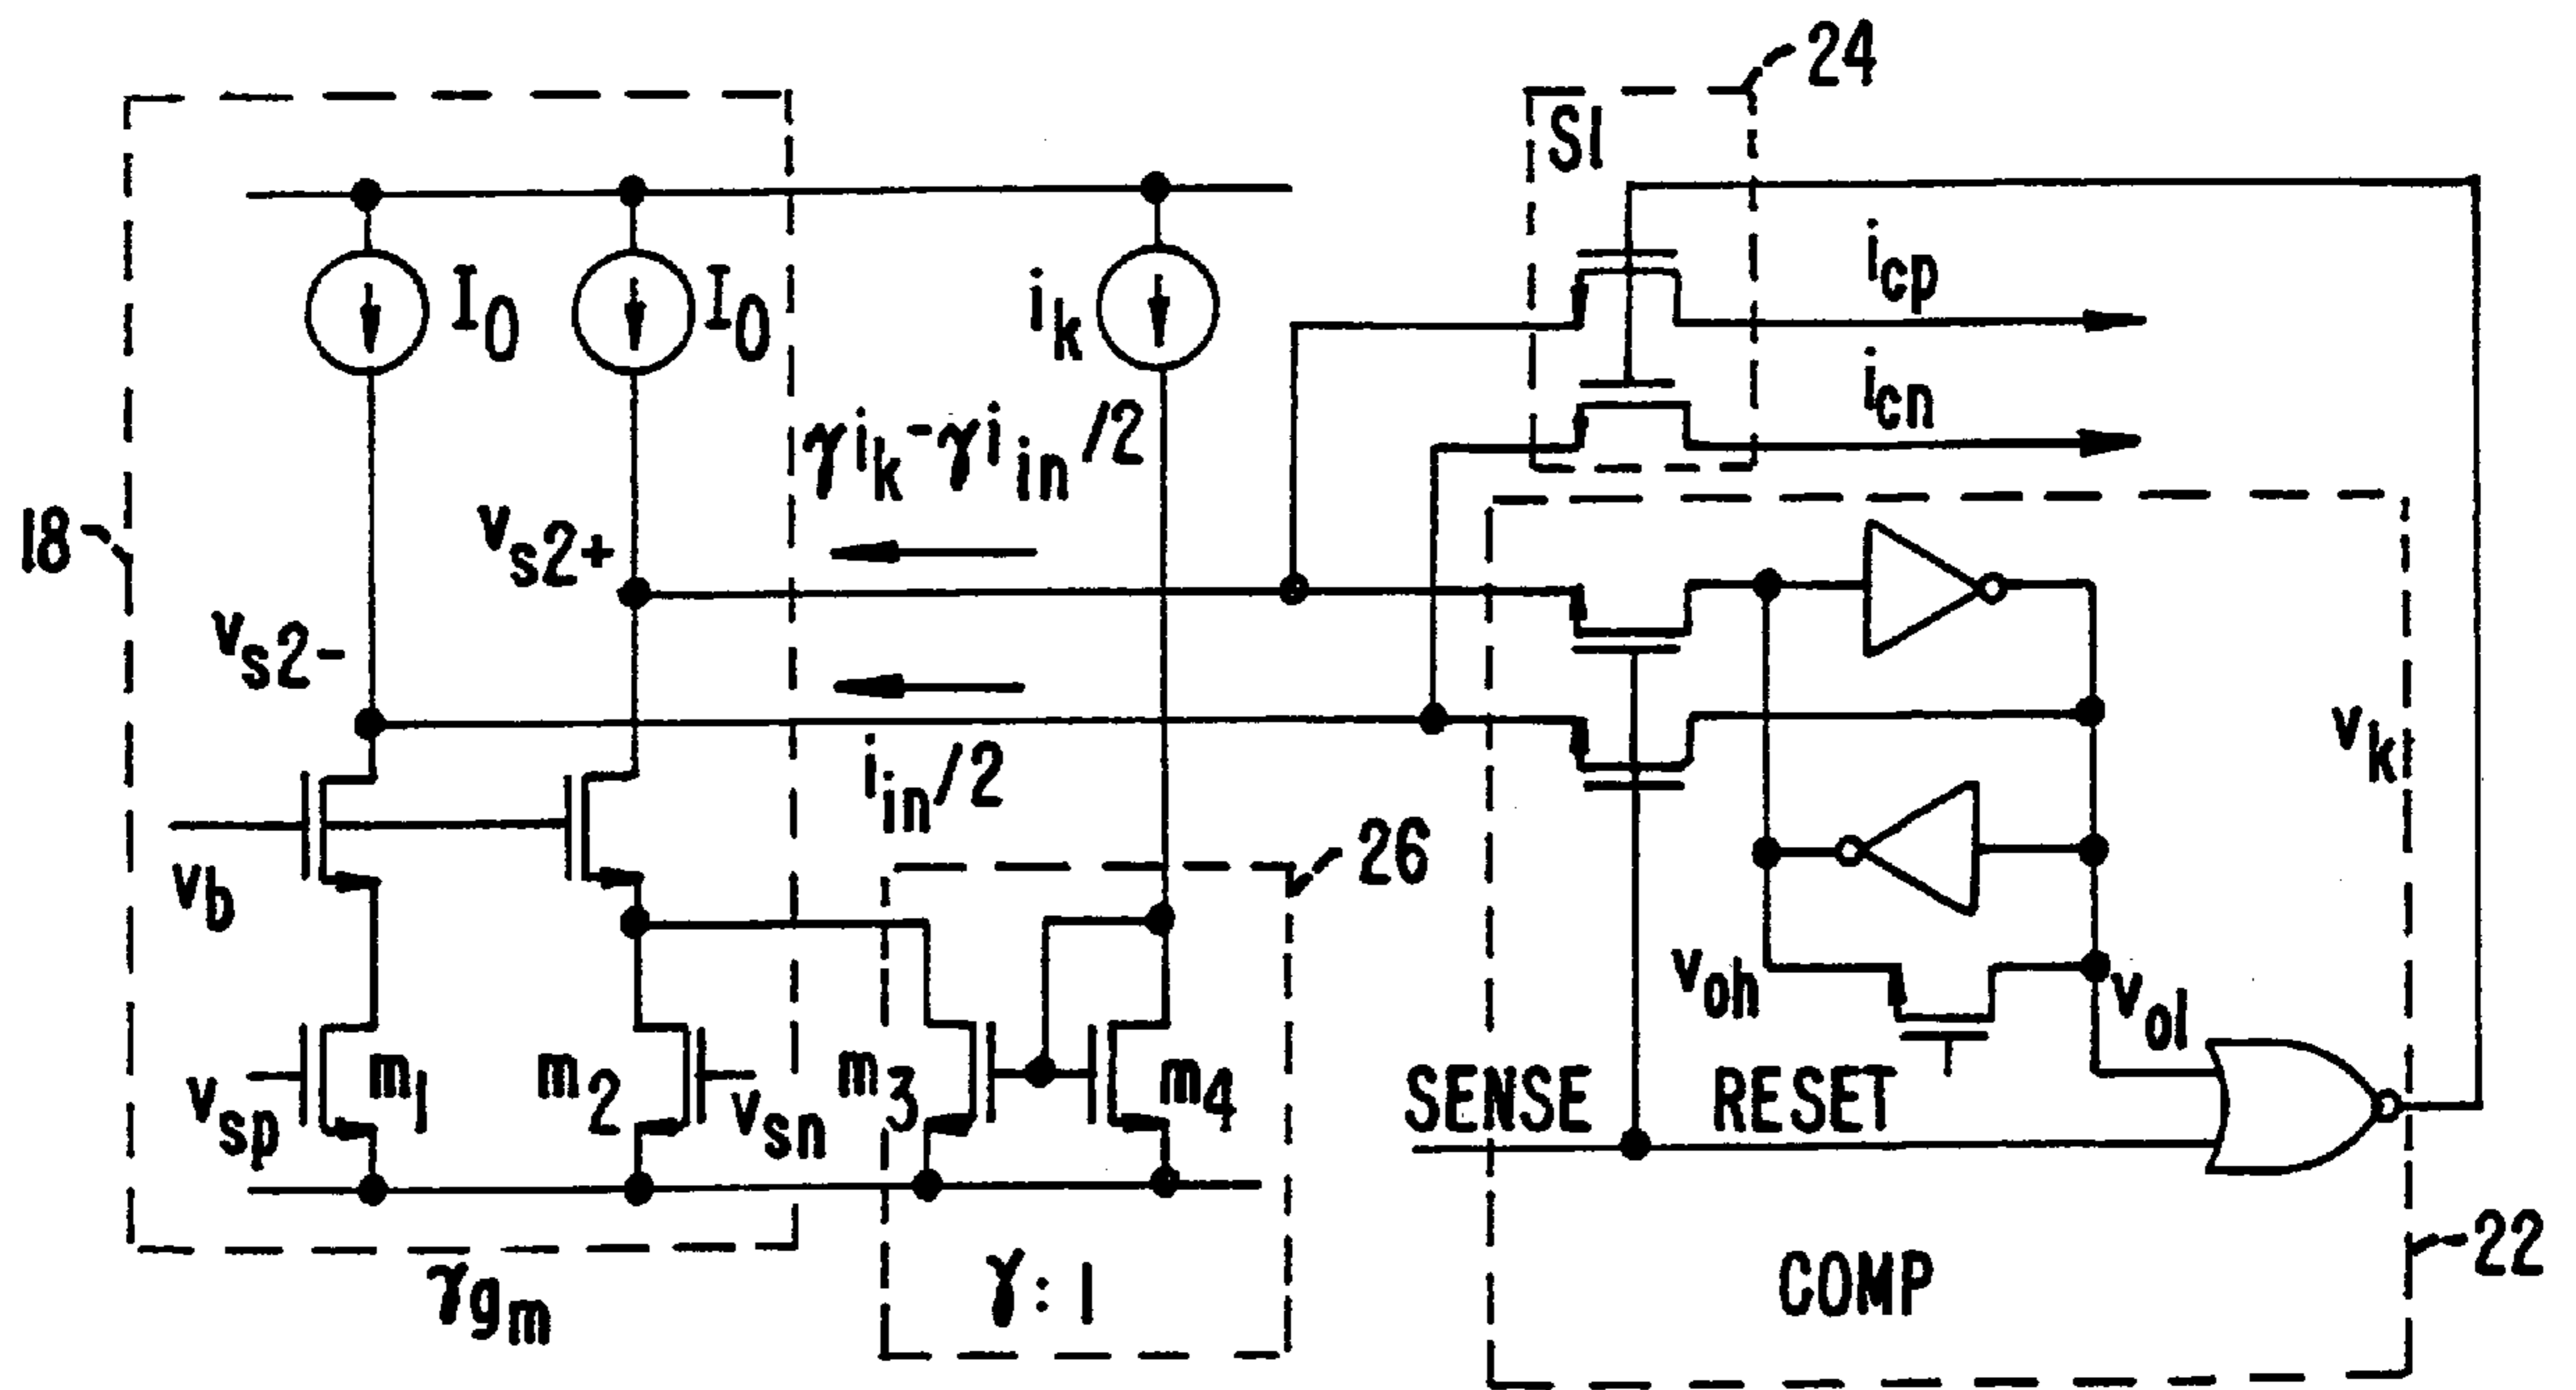 24
SI
i_cp
i_cn
I_0
I_0
i_k
γi_k-γi_in/2
v_s2+
v_s2-
18
i_in/2
v_k
26
v_b
v_oh
v_ol
m_1
m_2
m_3
m_4
v_sp
v_sn
SENSE
RESET
γ:1
γg_m
COMP
22